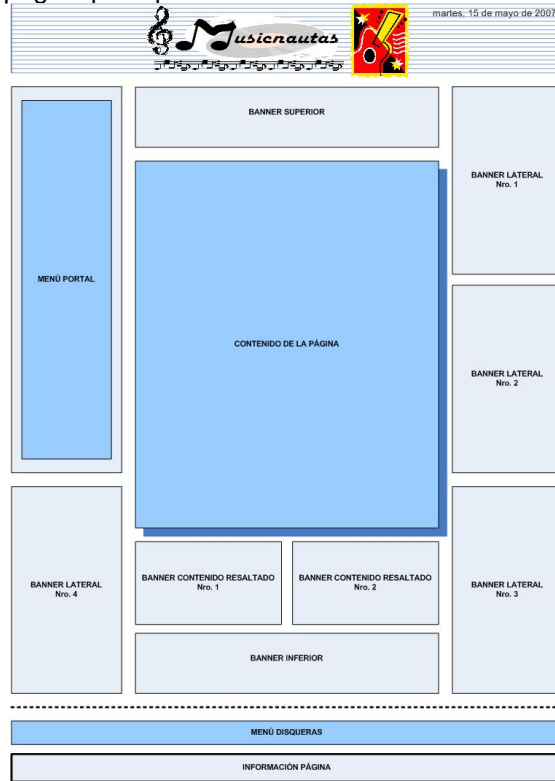 martes, 15 de mayo de 2007
Musicnautas
BANNER SUPERIOR
BANNER LATERAL
Nro. 1
MENÚ PORTAL
CONTENIDO DE LA PÁGINA
BANNER LATERAL
Nro. 2
BANNER LATERAL
Nro. 4
BANNER CONTENIDO RESALTADO
Nro. 1
BANNER CONTENIDO RESALTADO
Nro. 2
BANNER LATERAL
Nro. 3
BANNER INFERIOR
MENÚ DISQUERAS
INFORMACIÓN PÁGINA